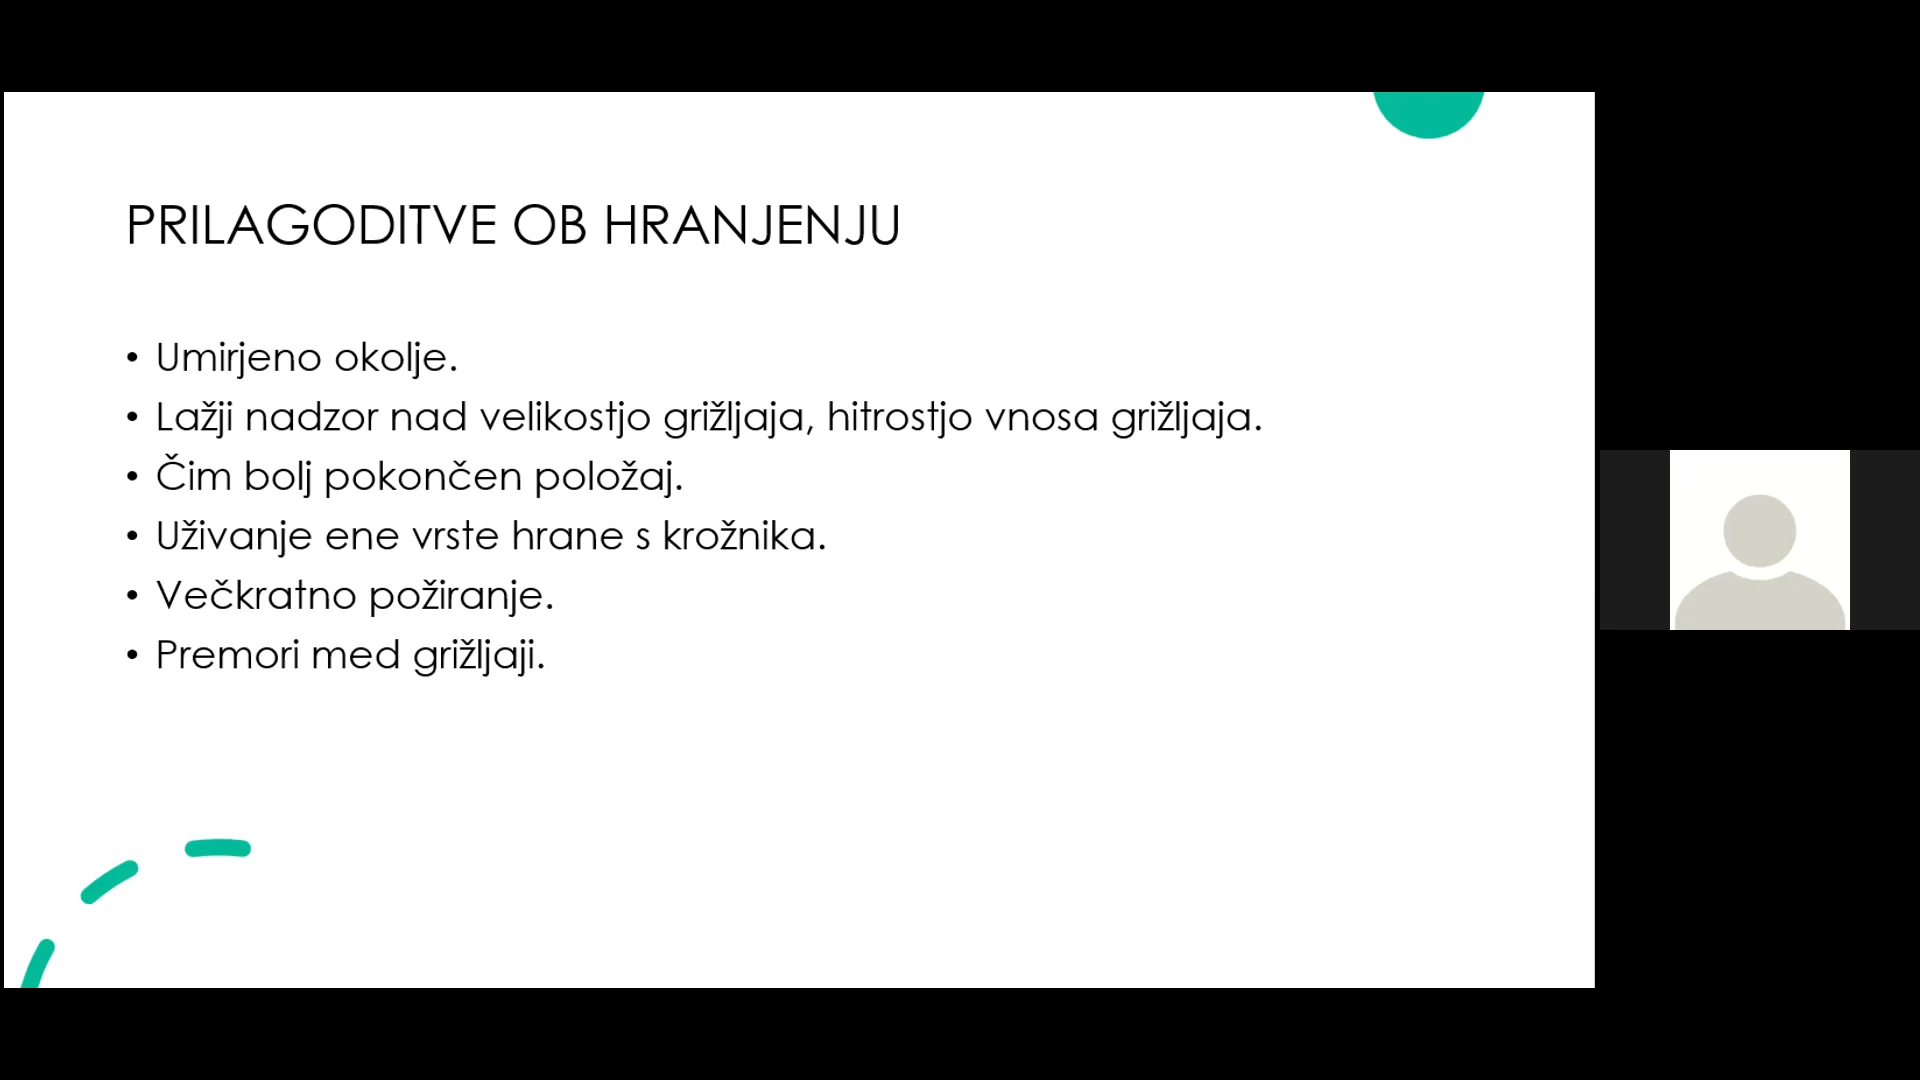 PRILAGODITVE OB HRANJENJU
• Umirjeno okolje.
• Lažji nadzor nad velikostjo grižljaja, hitrostjo vnosa grižljaja.
• Čim bolj pokončen položaj.
• Uživanje ene vrste hrane s krožnika.
• Večkratno požiranje.
• Premori med grižljaji.